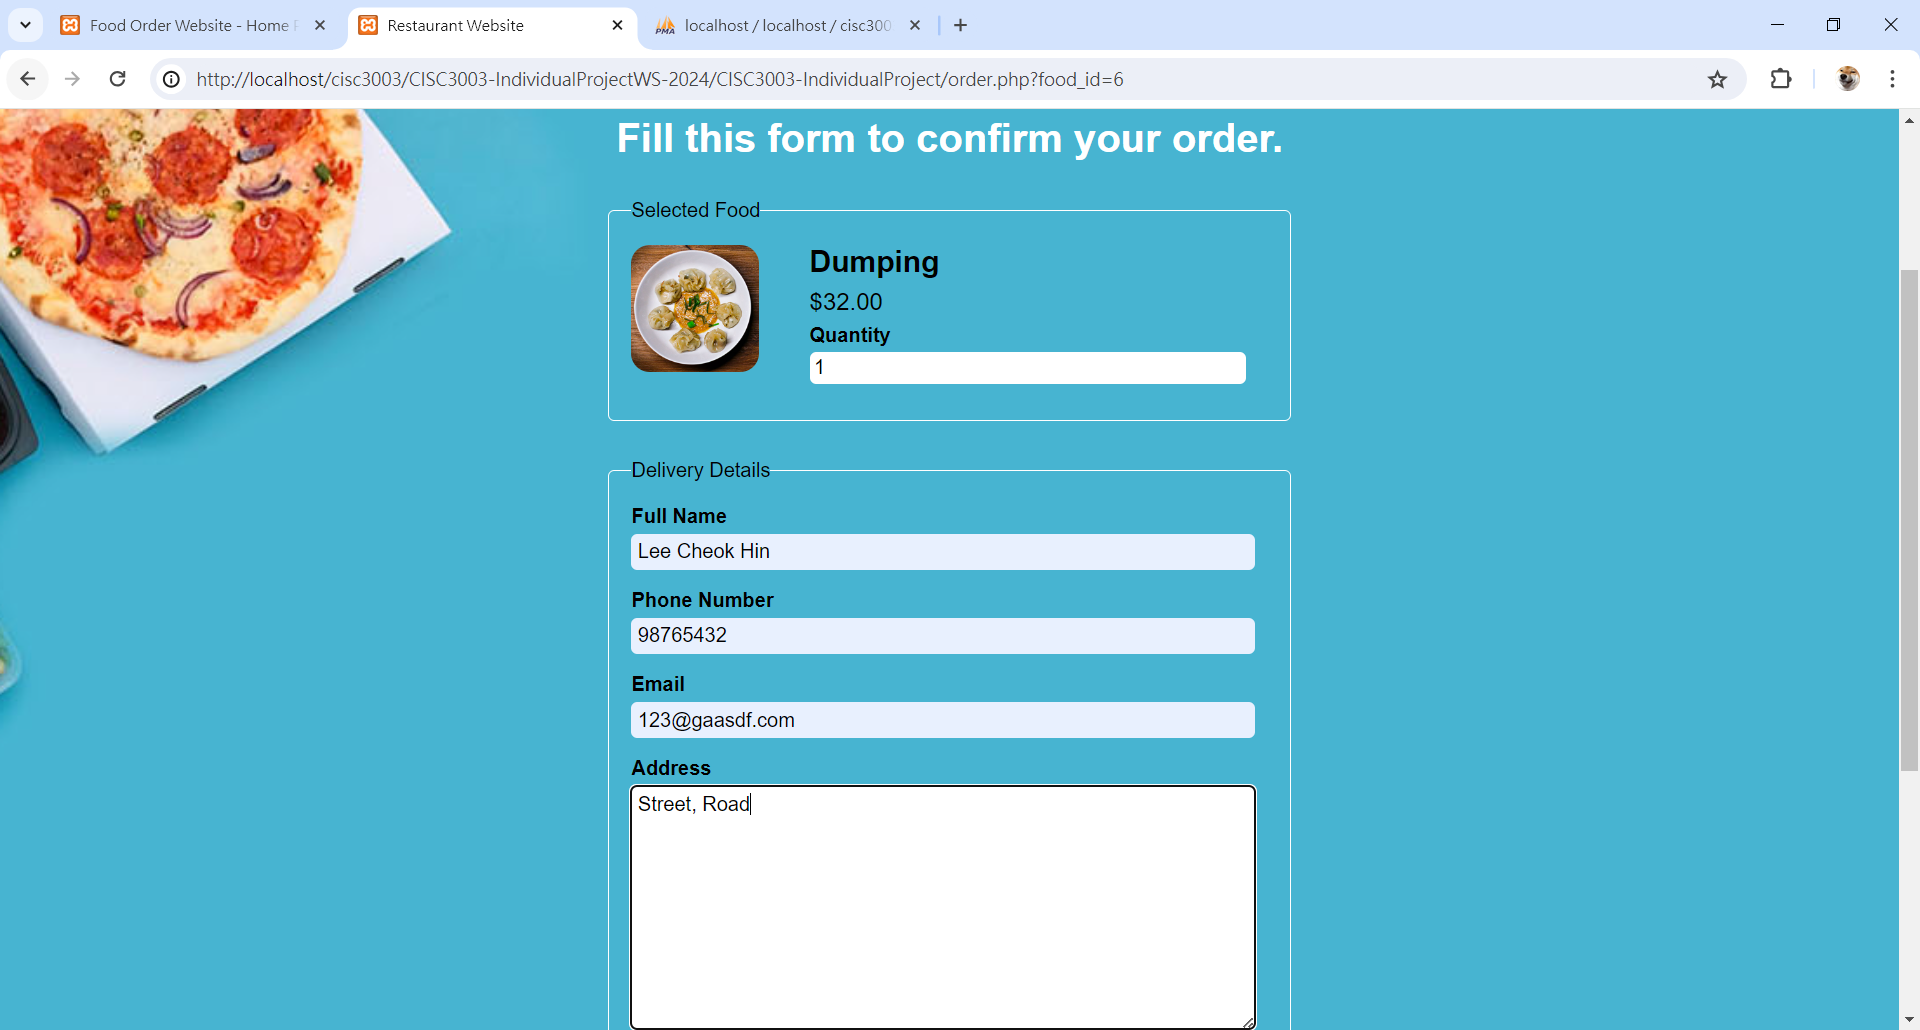 Food Order Website - Home
Restaurant Website
PMA
localhost / localhost / cisc300
http://localhost/cisc3003/CISC3003-IndividualProjectWS-2024/CISC3003-IndividualProject/order.php?food_id=6
Fill this form to confirm your order.
Selected Food
Dumping
$32.00
Quantity
1
Delivery Details
Full Name
Lee Cheok Hin
Phone Number
98765432
Email
123@gaasdf.com
Address
Street, Road